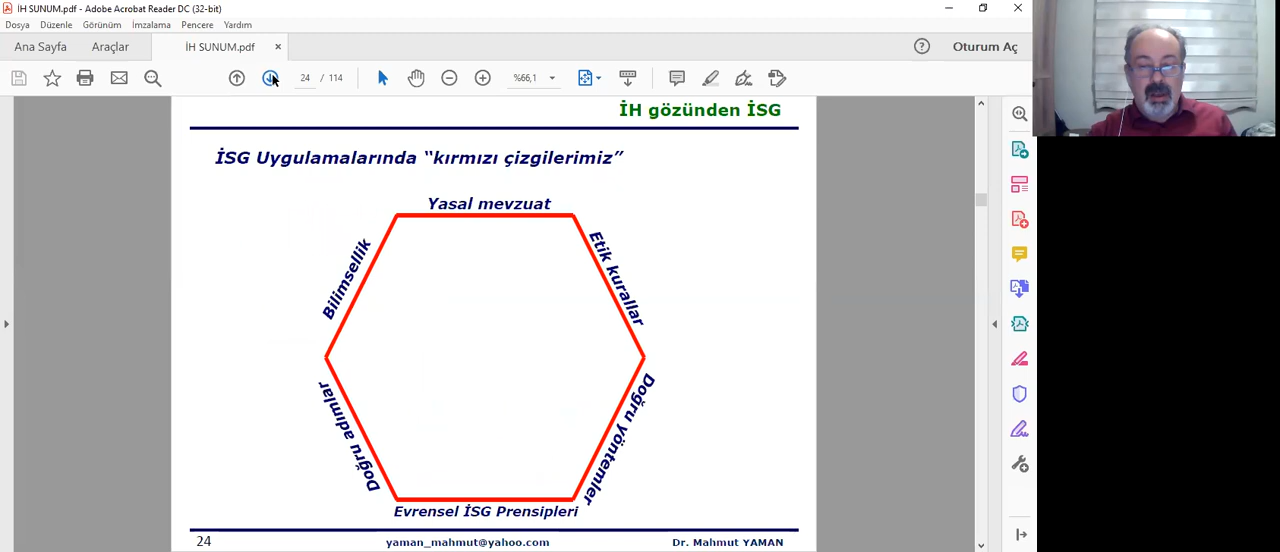 İH SUNUM.pdf - Adobe Acrobat Reader DC (32-bit)
Dosya Düzenle Görünüm İmzalama Pencere Yardım
Ana Sayfa Araçlar İH SUNUM.pdf × Oturum Aç
24 / 114 %66,1
İH gözünden İSG
İSG Uygulamalarında “kırmızı çizgilerimiz”
Yasal mevzuat
Bilimsellik
Etik kurallar
Doğru adımlar
Doğru yöntemler
Evrensel İSG Prensipleri
24 yaman_mahmut@yahoo.com Dr. Mahmut YAMAN